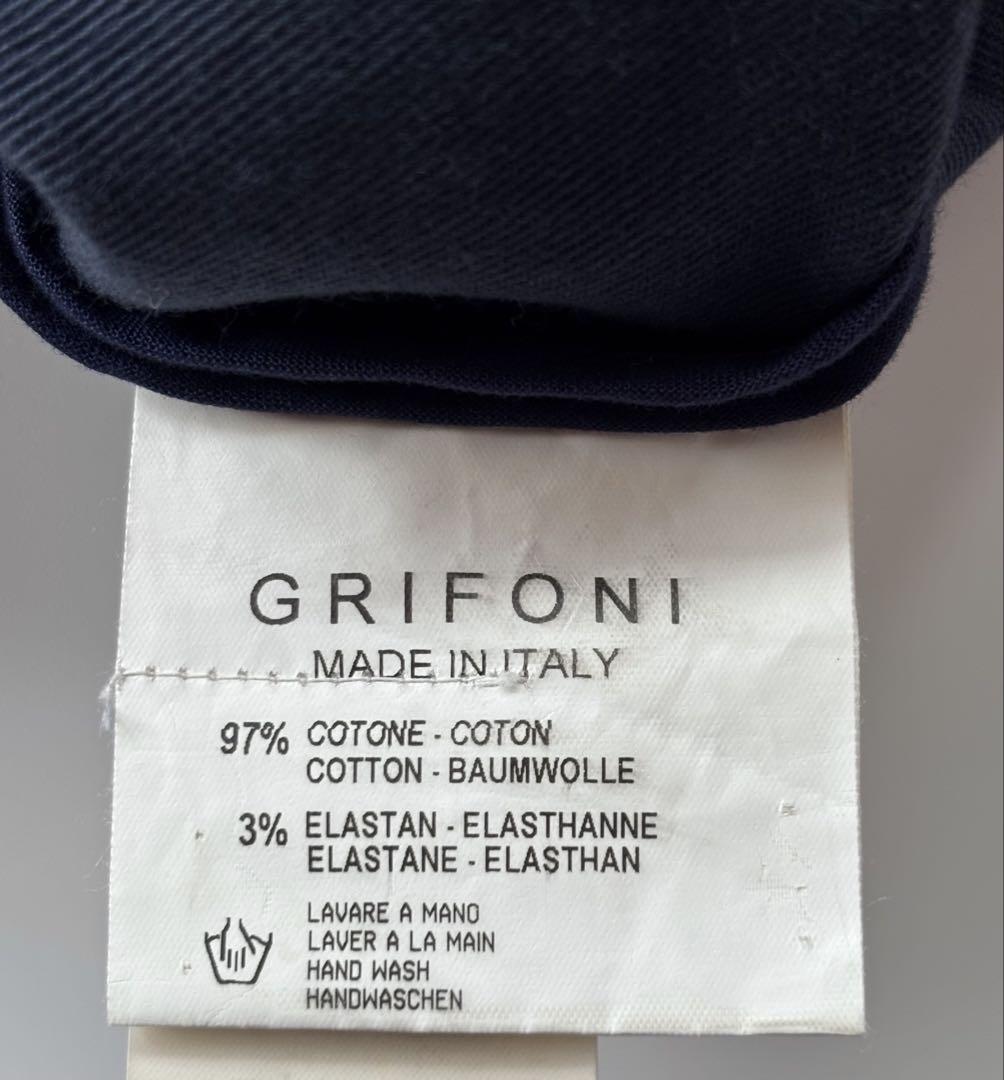 GRIFONI
MADE IN ITALY
97% COTONE - COTON
COTTON - BAUMWOLLE
3% ELASTAN - ELASTHANNE
ELASTANE - ELASTHAN
LAVARE A MANO
LAVER A LA MAIN
HAND WASH
HANDWASCHEN